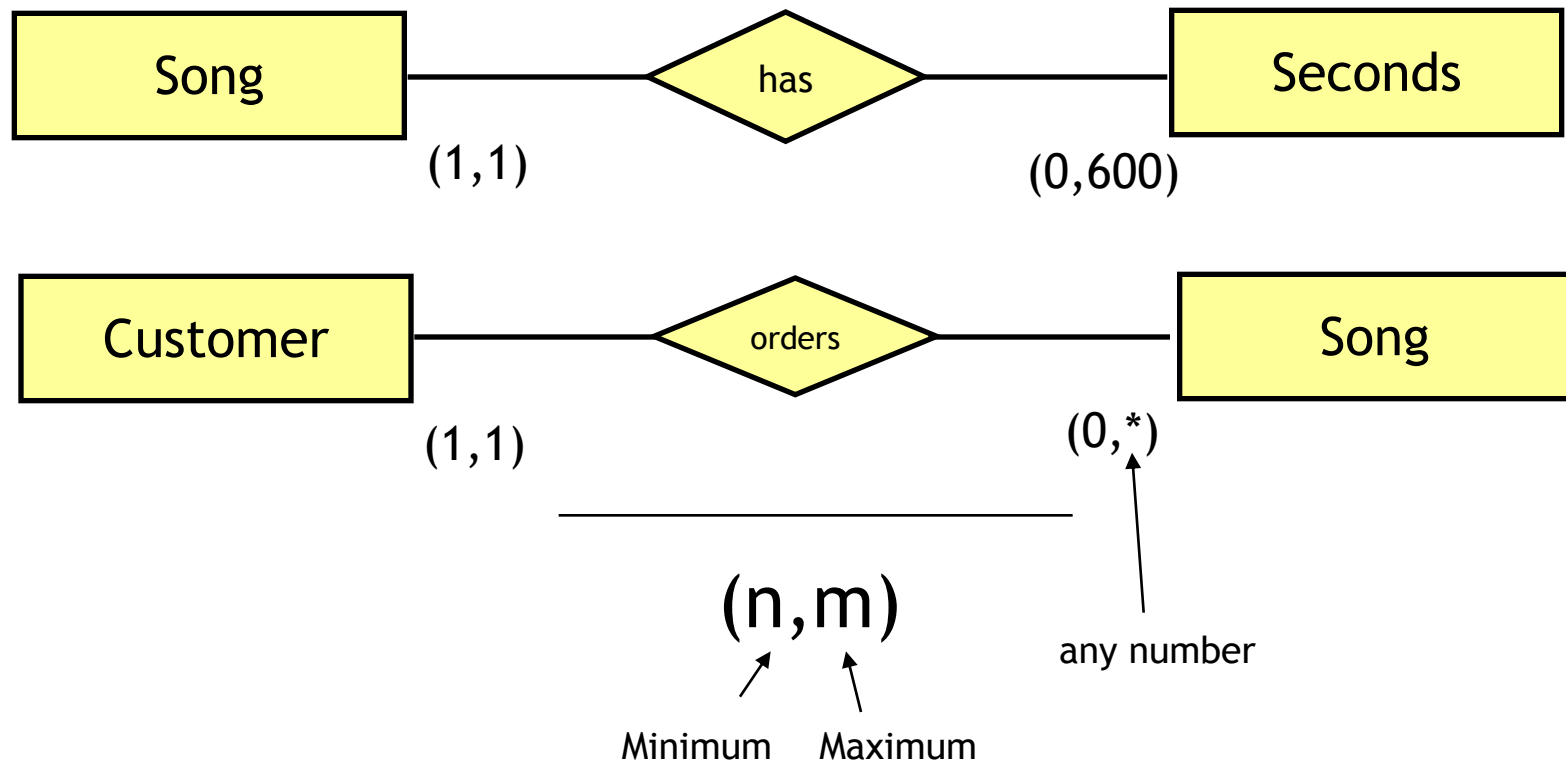 Song
has
Seconds
(1,1)
(0,600)
Customer
orders
Song
(1,1)
(0,*)
(n,m)
any number
Minimum
Maximum